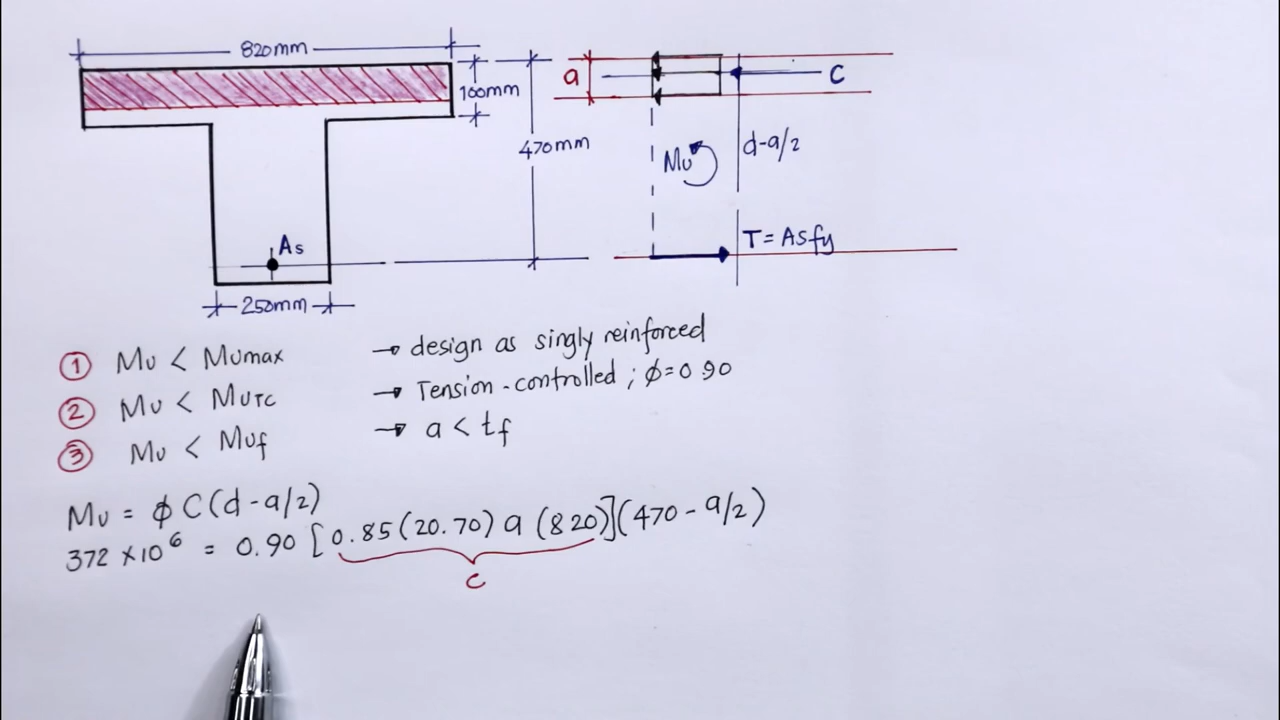 820mm
100mm
470mm
As
250mm
a
C
Mu
d-a/2
T = Asfy
① Mu < Mumax → design as singly reinforced
② Mu < Mutc → Tension-controlled ; ϕ=0.90
③ Mu < Muf → a < tf
Mu = ϕ C(d-a/2)
372 × 10⁶ = 0.90 [0.85(20.70) a (820)](470 - a/2)
C